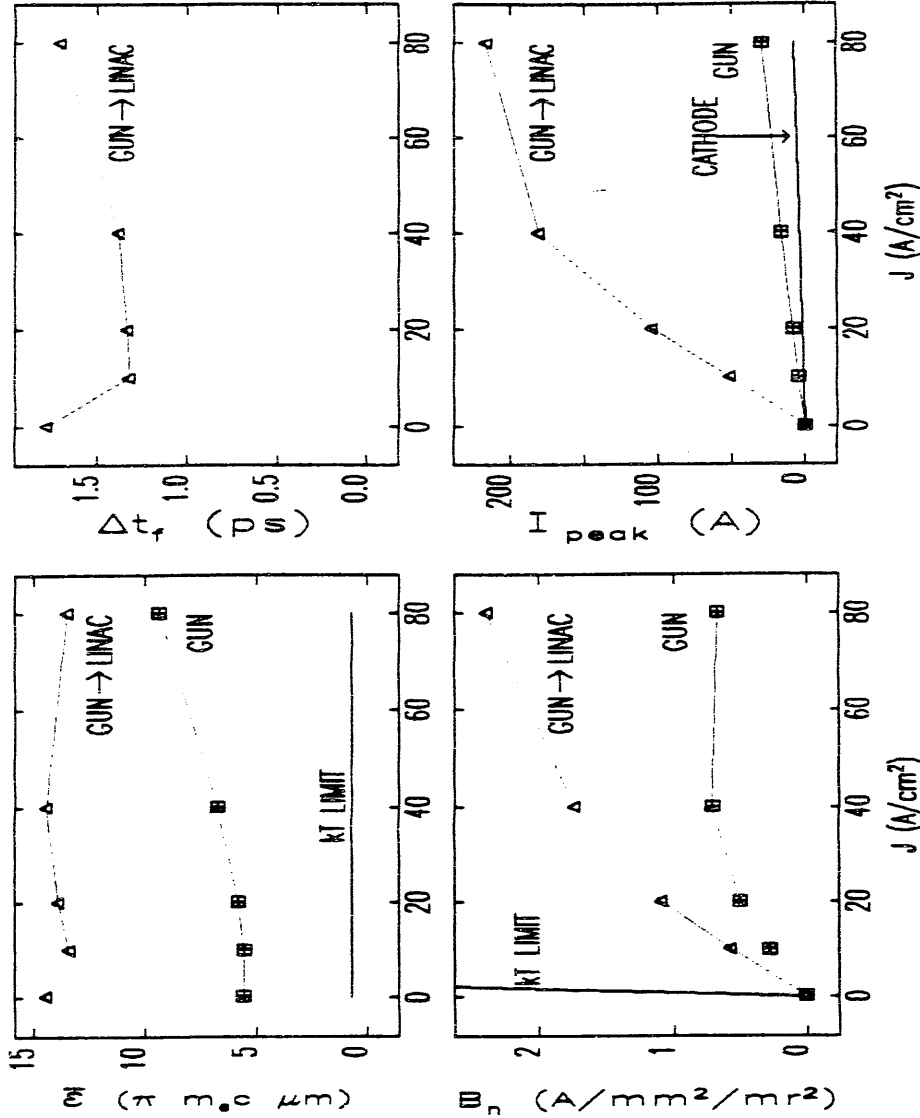 Δt_f (ps)
1.5
1.0
0.5
0.0
GUN → LINAC
0 20 40 60 80
I peak (A)
200
100
0
GUN → LINAC
CATHODE
GUN
0 20 40 60 80
J (A/cm²)
(π m_e c μm)
15
10
5
0
GUN → LINAC
GUN
kT LIMIT
0 20 40 60 80
B_n (A/mm²/mr²)
2
1
0
kT LIMIT
GUN → LINAC
GUN
0 20 40 60 80
J (A/cm²)